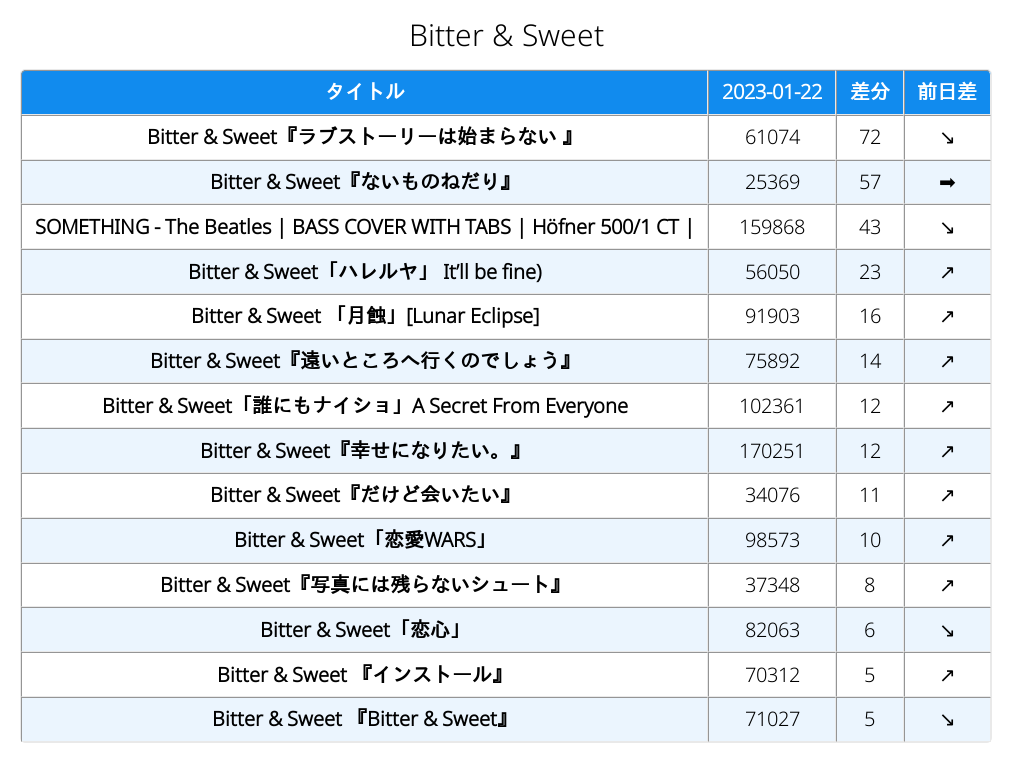 Bitter & Sweet
タイトル 2023-01-22 差分 前日差
Bitter & Sweet『ラブストーリーは始まらない 』 61074 72 ↘
Bitter & Sweet『ないものねだり』 25369 57 ➡
SOMETHING - The Beatles | BASS COVER WITH TABS | Höfner 500/1 CT | 159868 43 ↘
Bitter & Sweet「ハレルヤ」 It’ll be fine) 56050 23 ↗
Bitter & Sweet 「月蝕」[Lunar Eclipse] 91903 16 ↗
Bitter & Sweet『遠いところへ行くのでしょう』 75892 14 ↗
Bitter & Sweet「誰にもナイショ」A Secret From Everyone 102361 12 ↗
Bitter & Sweet『幸せになりたい。』 170251 12 ↗
Bitter & Sweet『だけど会いたい』 34076 11 ↗
Bitter & Sweet「恋愛WARS」 98573 10 ↗
Bitter & Sweet『写真には残らないシュート』 37348 8 ↗
Bitter & Sweet「恋心」 82063 6 ↘
Bitter & Sweet 『インストール』 70312 5 ↗
Bitter & Sweet 『Bitter & Sweet』 71027 5 ↘